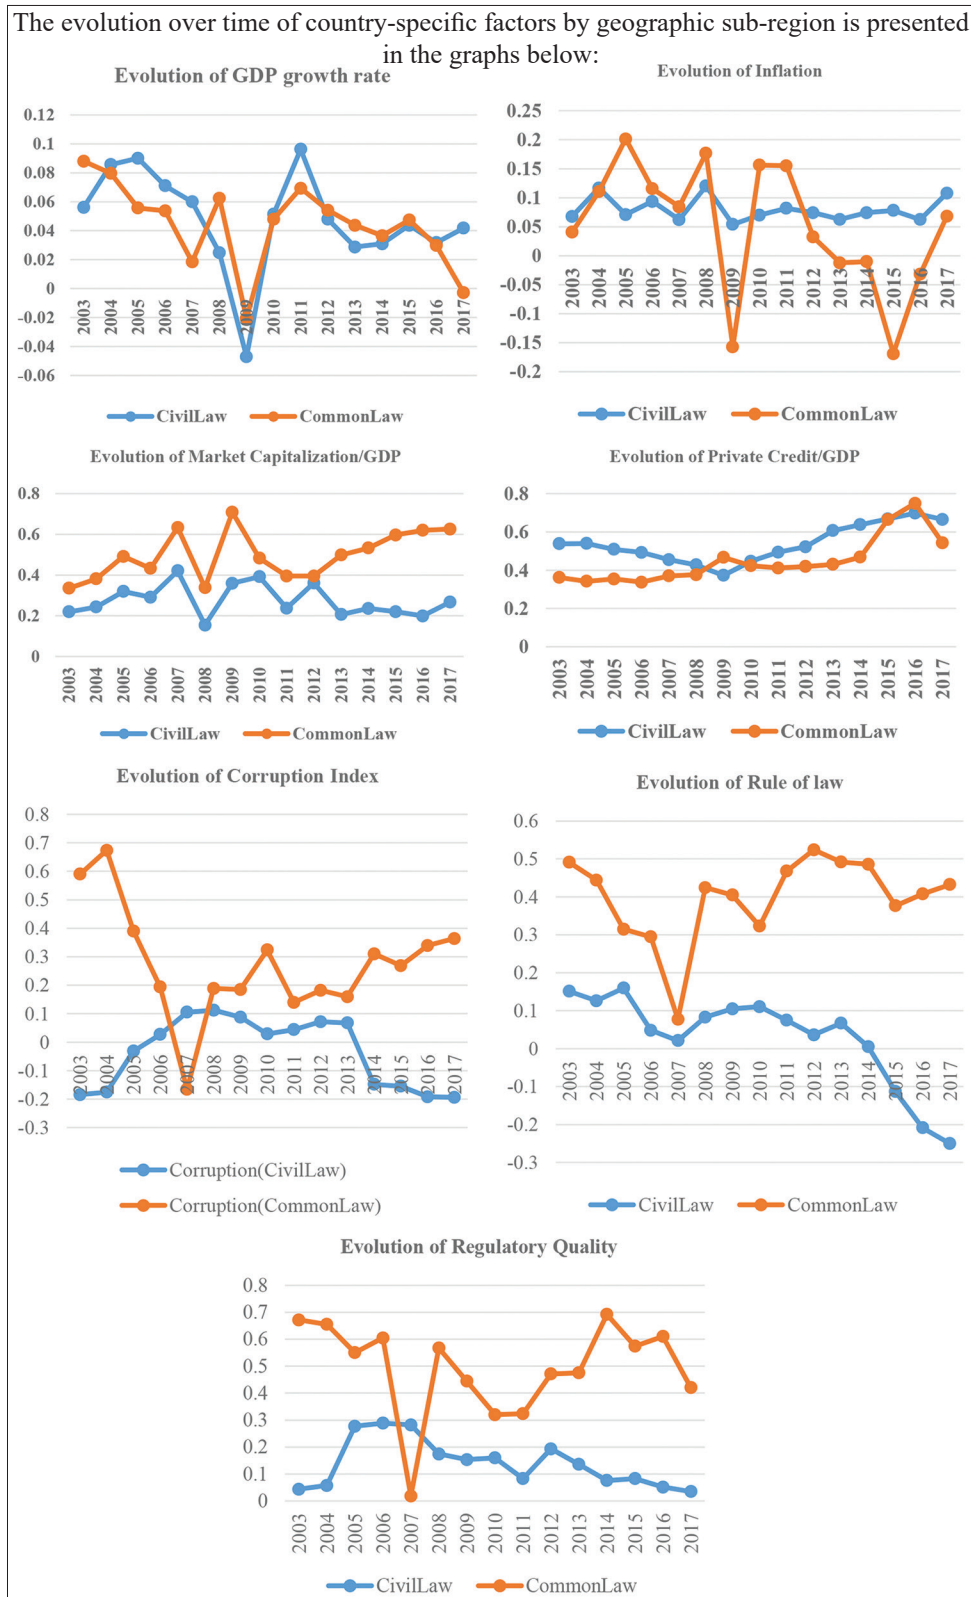 The evolution over time of country-specific factors by geographic sub-region is presented
in the graphs below:
Evolution of GDP growth rate
0.12
0.1
0.08
0.06
0.04
0.02
0
-0.02
-0.04
-0.06
2003 2004 2005 2006 2007 2008 2009 2010 2011 2012 2013 2014 2015 2016 2017
CivilLaw CommonLaw
Evolution of Inflation
0.25
0.2
0.15
0.1
0.05
0
-0.05
-0.1
-0.15
-0.2
2003 2004 2005 2006 2007 2008 2009 2010 2011 2012 2013 2014 2015 2016 2017
CivilLaw CommonLaw
Evolution of Market Capitalization/GDP
0.8
0.6
0.4
0.2
0
2003 2004 2005 2006 2007 2008 2009 2010 2011 2012 2013 2014 2015 2016 2017
CivilLaw CommonLaw
Evolution of Private Credit/GDP
0.8
0.6
0.4
0.2
0
2003 2004 2005 2006 2007 2008 2009 2010 2011 2012 2013 2014 2015 2016 2017
CivilLaw CommonLaw
Evolution of Corruption Index
0.8
0.7
0.6
0.5
0.4
0.3
0.2
0.1
0
-0.1
-0.2
-0.3
2003 2004 2005 2006 2007 2008 2009 2010 2011 2012 2013 2014 2015 2016 2017
Corruption(CivilLaw)
Corruption(CommonLaw)
Evolution of Rule of law
0.6
0.5
0.4
0.3
0.2
0.1
0
-0.1
-0.2
-0.3
2003 2004 2005 2006 2007 2008 2009 2010 2011 2012 2013 2014 2015 2016 2017
CivilLaw CommonLaw
Evolution of Regulatory Quality
0.8
0.7
0.6
0.5
0.4
0.3
0.2
0.1
0
2003 2004 2005 2006 2007 2008 2009 2010 2011 2012 2013 2014 2015 2016 2017
CivilLaw CommonLaw